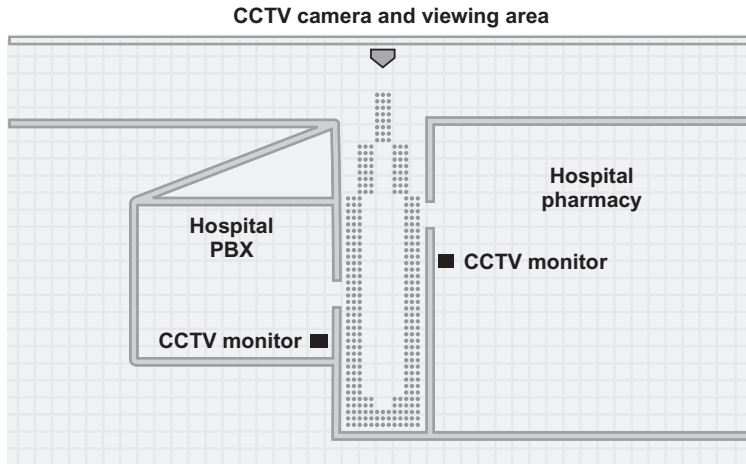 CCTV camera and viewing area
Hospital
pharmacy
Hospital
PBX
CCTV monitor
CCTV monitor